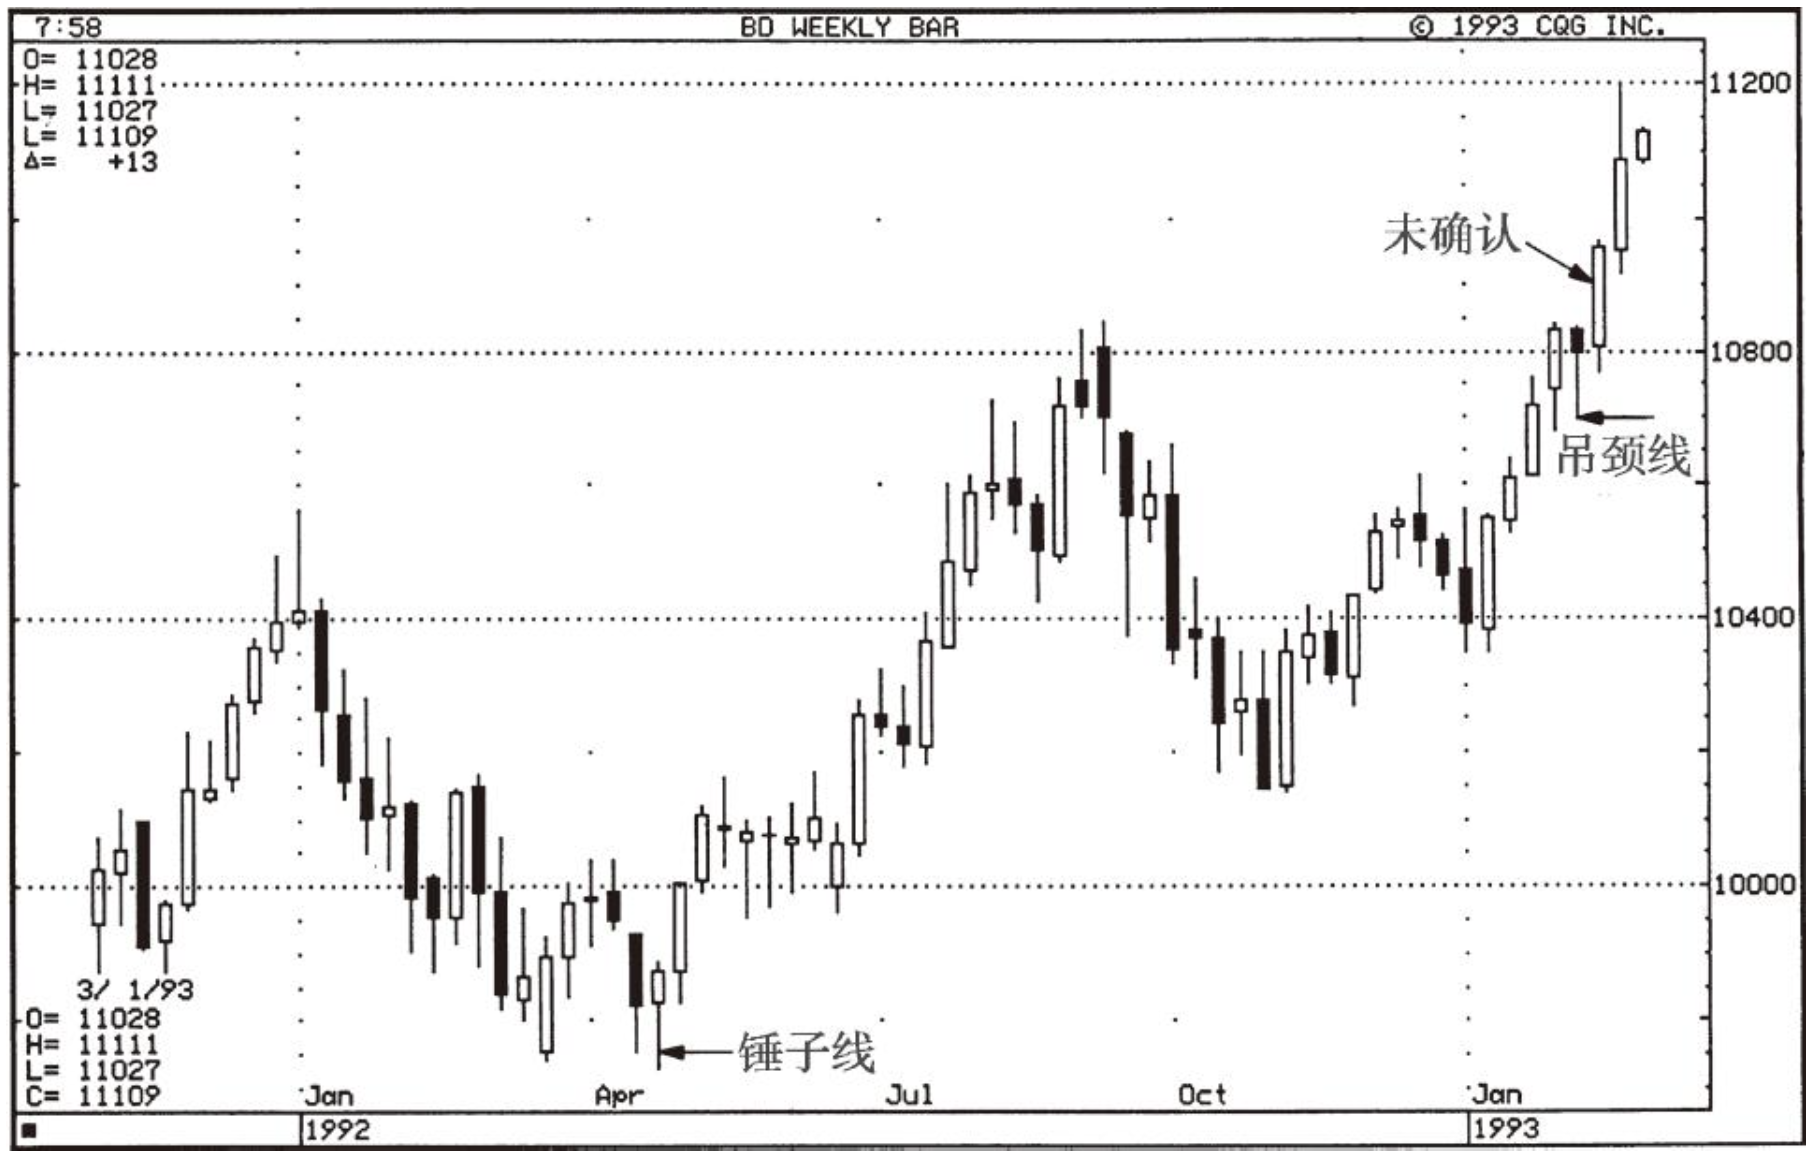 7:58 BD WEEKLY BAR © 1993 CQG INC.
O= 11028
H= 11111
L= 11027
L= 11109
Δ= +13
11200
未确认
10800
吊颈线
10400
10000
3/ 1/93
O= 11028
H= 11111
L= 11027
C= 11109
锤子线
Jan Apr Jul Oct Jan
1992 1993